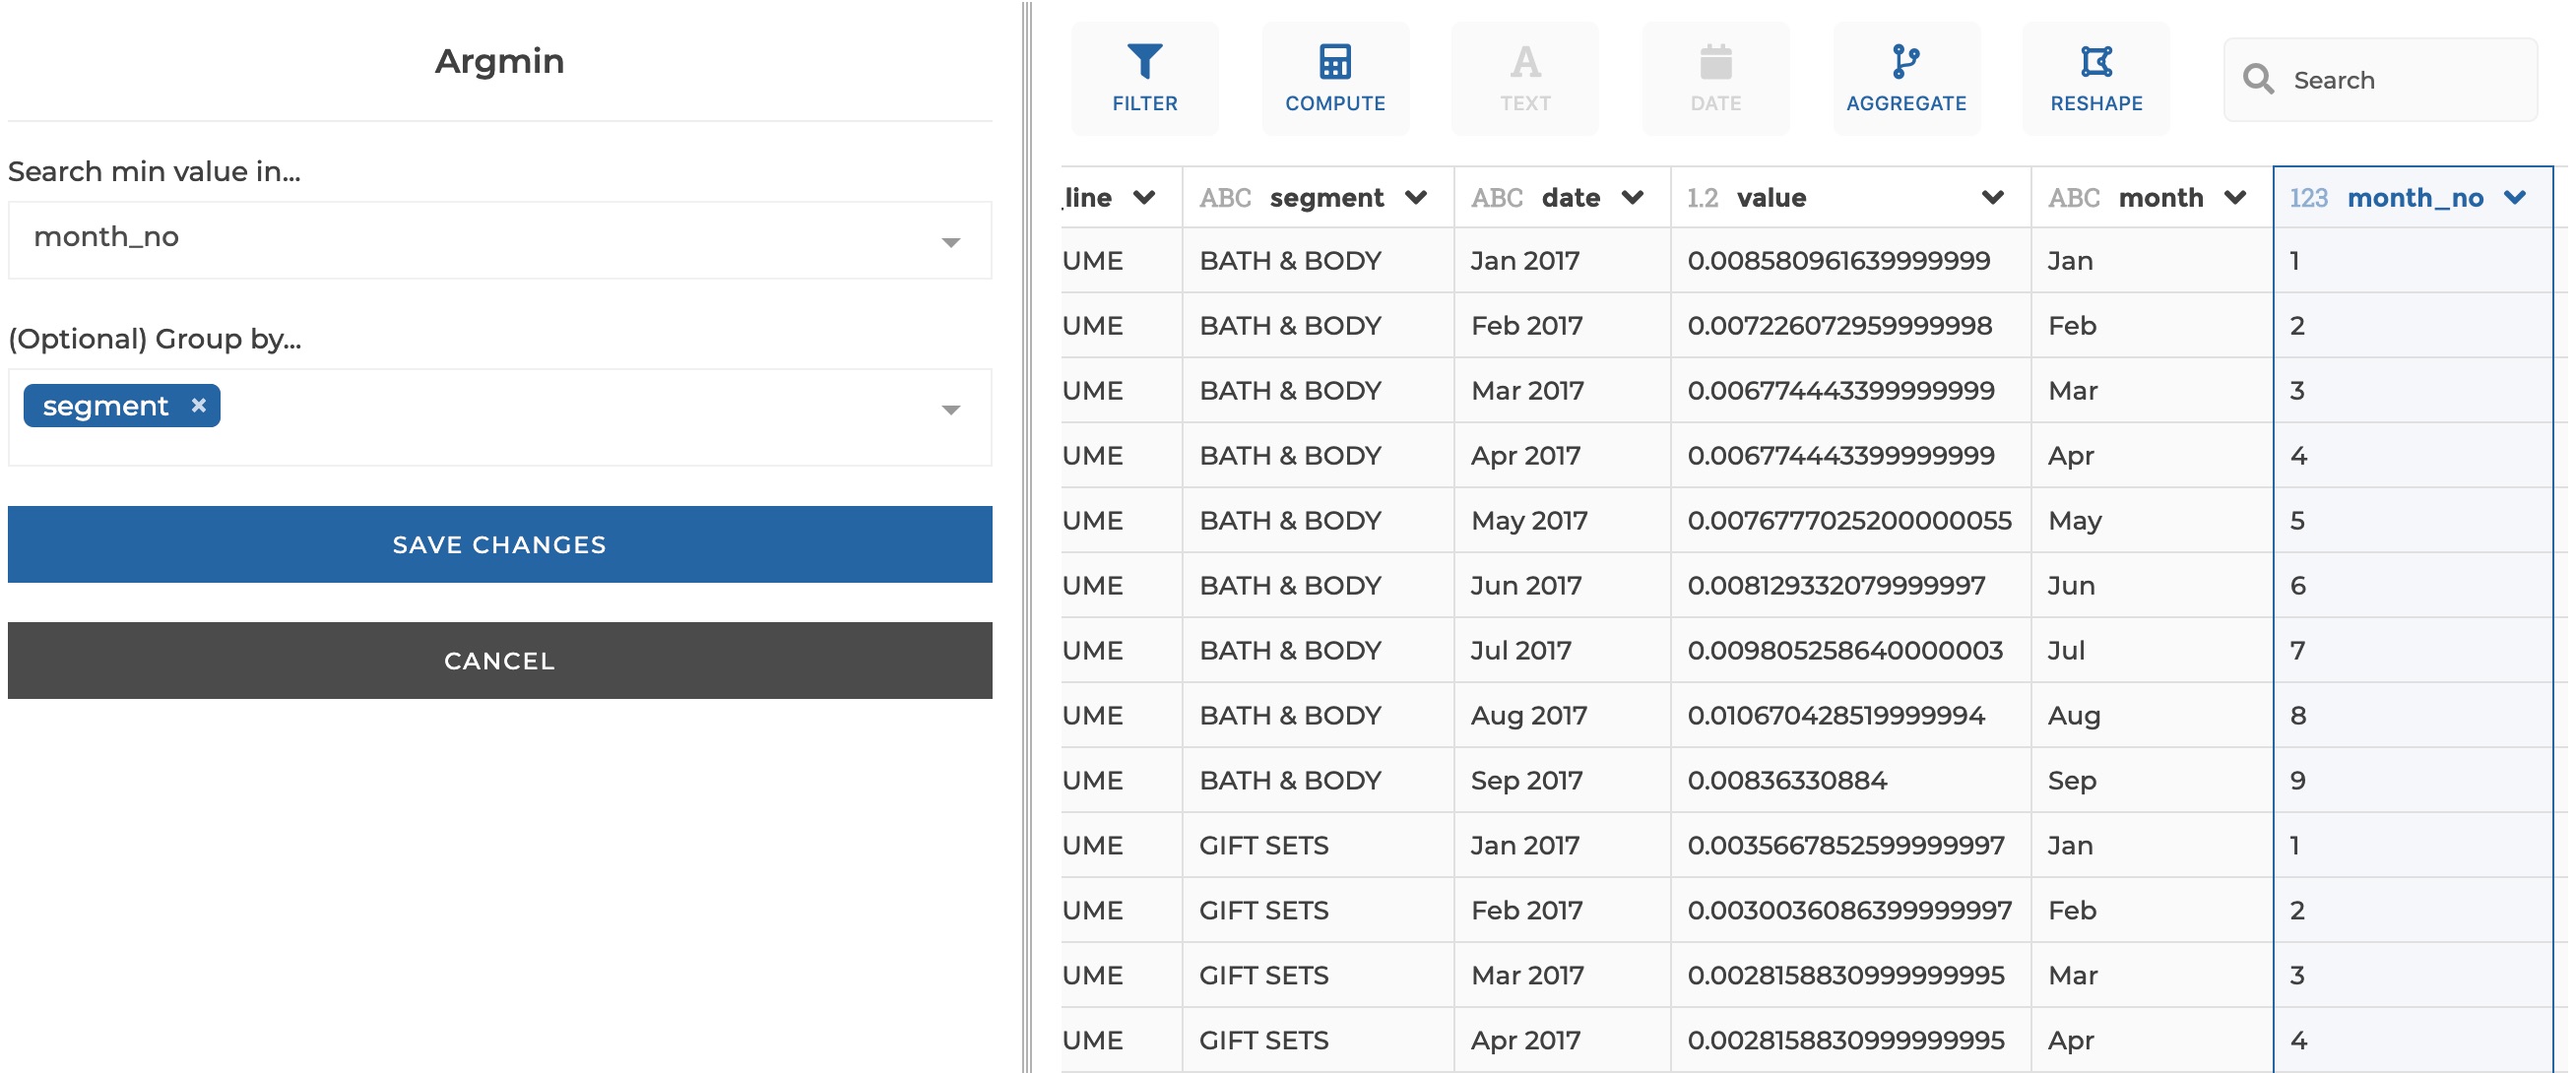 Argmin
Search min value in...
month_no
(Optional) Group by...
segment ×
SAVE CHANGES
CANCEL
FILTER COMPUTE TEXT DATE AGGREGATE RESHAPE Search
_line ABC segment ABC date 1.2 value ABC month 123 month_no
UME BATH & BODY Jan 2017 0.008580961639999999 Jan 1
UME BATH & BODY Feb 2017 0.007226072959999998 Feb 2
UME BATH & BODY Mar 2017 0.006774443399999999 Mar 3
UME BATH & BODY Apr 2017 0.006774443399999999 Apr 4
UME BATH & BODY May 2017 0.0076777025200000055 May 5
UME BATH & BODY Jun 2017 0.008129332079999997 Jun 6
UME BATH & BODY Jul 2017 0.009805258640000003 Jul 7
UME BATH & BODY Aug 2017 0.010670428519999994 Aug 8
UME BATH & BODY Sep 2017 0.00836330884 Sep 9
UME GIFT SETS Jan 2017 0.0035667852599999997 Jan 1
UME GIFT SETS Feb 2017 0.0030036086399999997 Feb 2
UME GIFT SETS Mar 2017 0.0028158830999999995 Mar 3
UME GIFT SETS Apr 2017 0.0028158830999999995 Apr 4